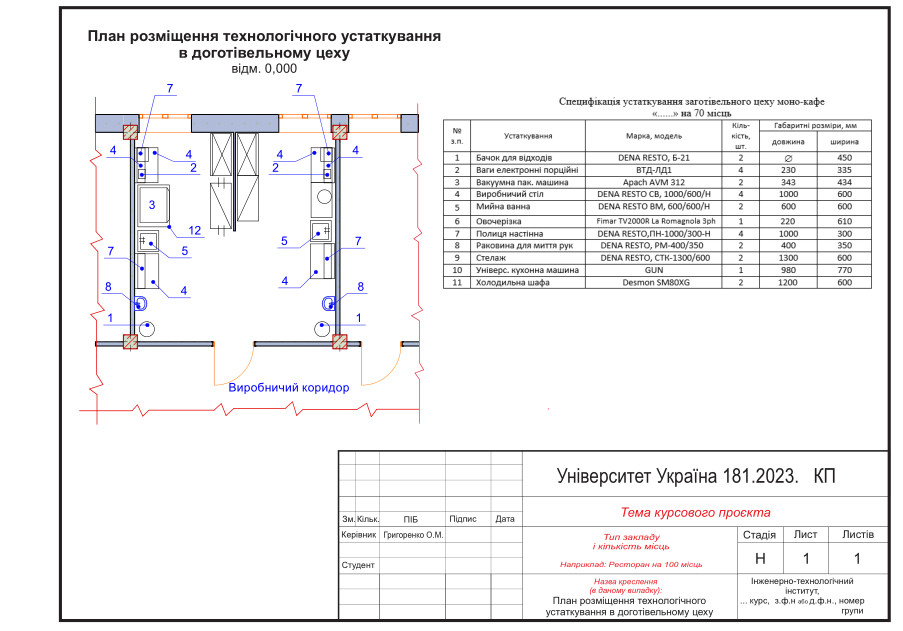 План розміщення технологічного устаткування
в доготівельному цеху
відм. 0,000
7 7
4 4 4 4
2 2
3
12
5 5
7 7
4 4
8 8
1 1
Виробничий коридор
Специфікація устаткування заготівельного цеху моно-кафе
«......» на 70 місць
№ з.п. Устаткування Марка, модель Кіль-кість, шт. Габаритні розміри, мм
довжина ширина
1 Бачок для відходів DENA RESTO, Б-21 2 ∅ 450
2 Ваги електронні порційні ВТД-ЛД1 4 230 335
3 Вакуумна пак. машина Apach AVM 312 2 343 434
4 Виробничий стіл DENA RESTO СВ, 1000/600/Н 4 1000 600
5 Мийна ванна DENA RESTO ВМ, 600/600/Н 2 600 600
6 Овочерізка Fimar TV2000R La Romagnola 3ph 1 220 610
7 Полиця настінна DENA RESTO,ПН-1000/300-Н 4 1000 300
8 Раковина для миття рук DENA RESTO, РМ-400/350 2 400 350
9 Стелаж DENA RESTO, СТК-1300/600 2 1300 600
10 Універс. кухонна машина GUN 1 980 770
11 Холодильна шафа Desmon SM80XG 2 1200 600
Університет Україна 181.2023. КП
Тема курсового проєкта
Зм. Кільк. ПІБ Підпис Дата
Керівник Григоренко О.М.
Студент
Тип закладу
і кількість місць
Наприклад: Ресторан на 100 місць
Стадія Лист Листів
Н 1 1
Назва креслення
(в даному випадку):
План розміщення технологічного
устаткування в доготівельному цеху
Інженерно-технологічний
інститут,
... курс, з.ф.н або д.ф.н., номер
групи